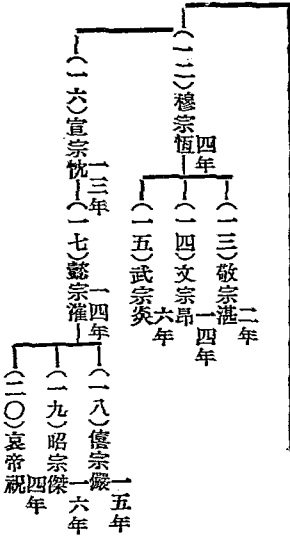 （一二）穆宗恆
四年
（一三）敬宗湛
二年
（一四）文宗昂
一四年
（一五）武宗炎
六年
（一六）宣宗忱
一三年
（一七）懿宗漼
一四年
（一八）僖宗儼
一五年
（一九）昭宗傑
一六年
（二〇）哀帝祝
四年